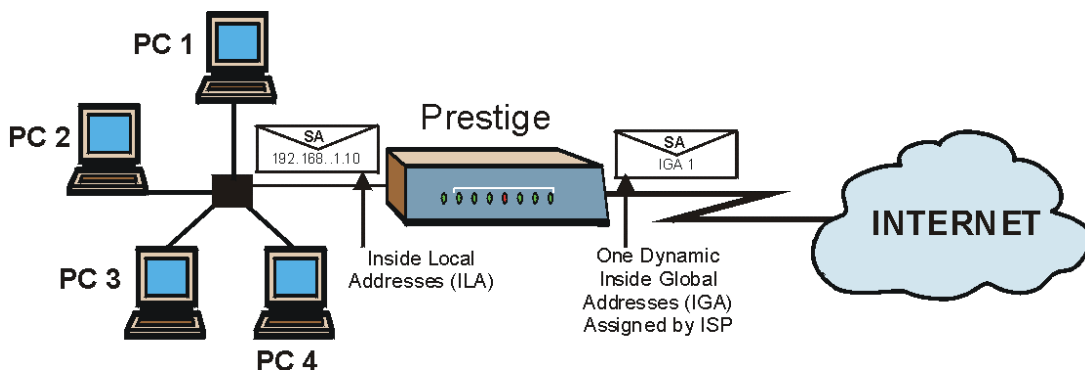 PC 1
PC 2
SA
192.168..1.10
Prestige
SA
IGA 1
INTERNET
PC 3
PC 4
Inside Local
Addresses (ILA)
One Dynamic
Inside Global
Addresses (IGA)
Assigned by ISP